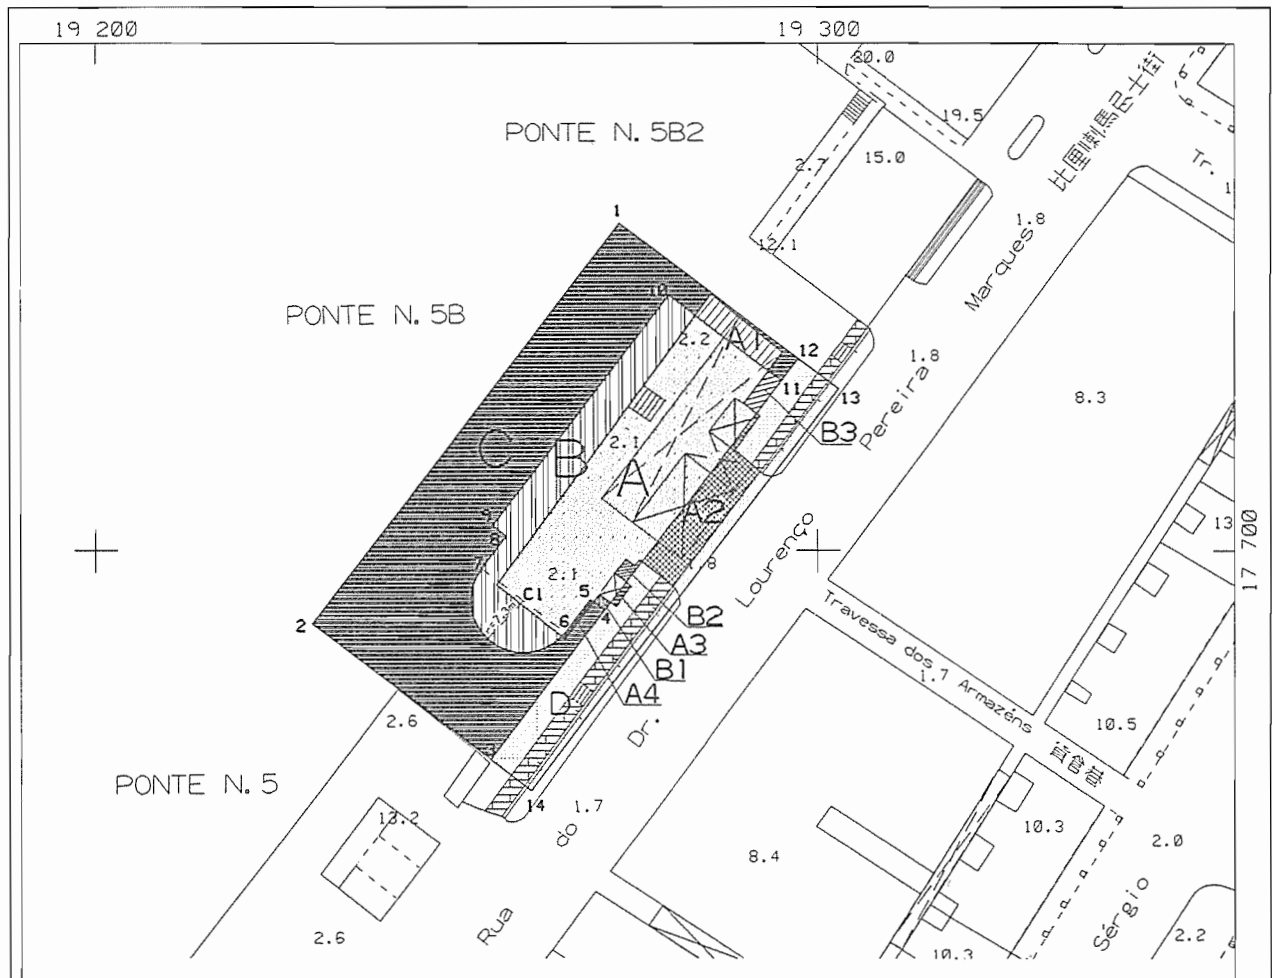 19 200
19 300
20.0
PONTE N. 5B2
19.5
15.0
2.7
比厘喇馬忌士街
Tr.
1
1.8
12.1
Marques
PONTE N. 5B
10
2.2
A1
12
11
13
1.8
B3
Pereira
8.3
C
B
2.1
A
A2
9
8
7
13
17 700
1.8
Lourenço
2.1
C1
5
4
6
2
B2
A3
B1
A4
Travessa dos 7 Armazéns
1.7
D
2.6
Dr.
10.5
3
PONTE N. 5
14
1.7
do
13.2
10.3
2.0
8.4
Rua
Sérgio
2.6
2.2
10.3